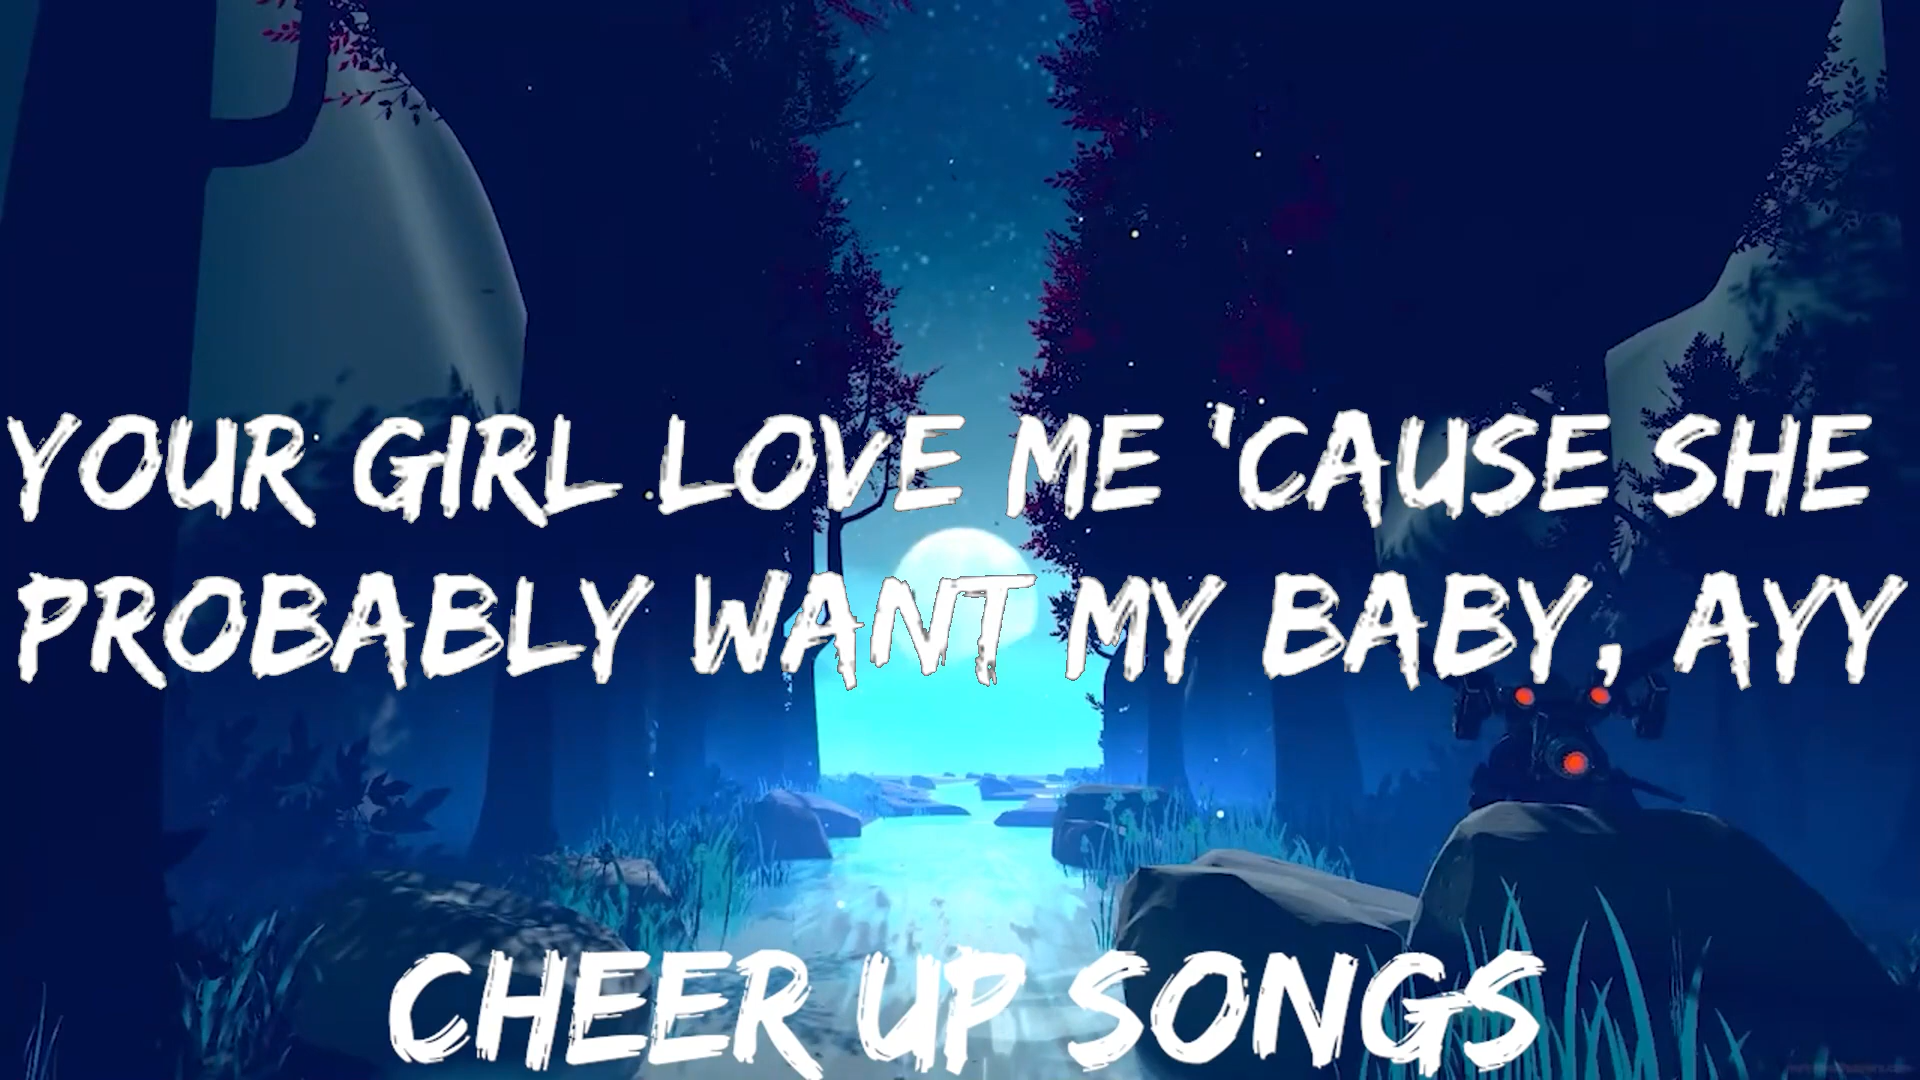 YOUR GIRL LOVE ME 'CAUSE SHE
PROBABLY WANT MY BABY, AYY
CHEER UP SONGS